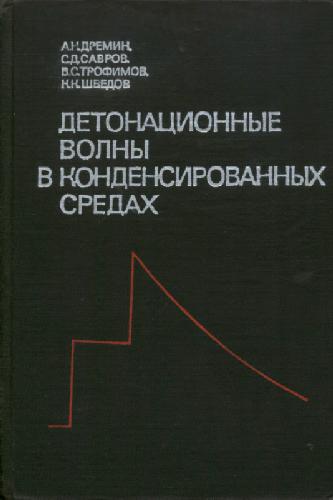 А.Н.ДРЕМИН,
С.Д.САВРОВ,
В.С.ТРОФИМОВ,
К.К.ШВЕДОВ
ДЕТОНАЦИОННЫЕ
ВОЛНЫ
В КОНДЕНСИРОВАННЫХ
СРЕДАХ